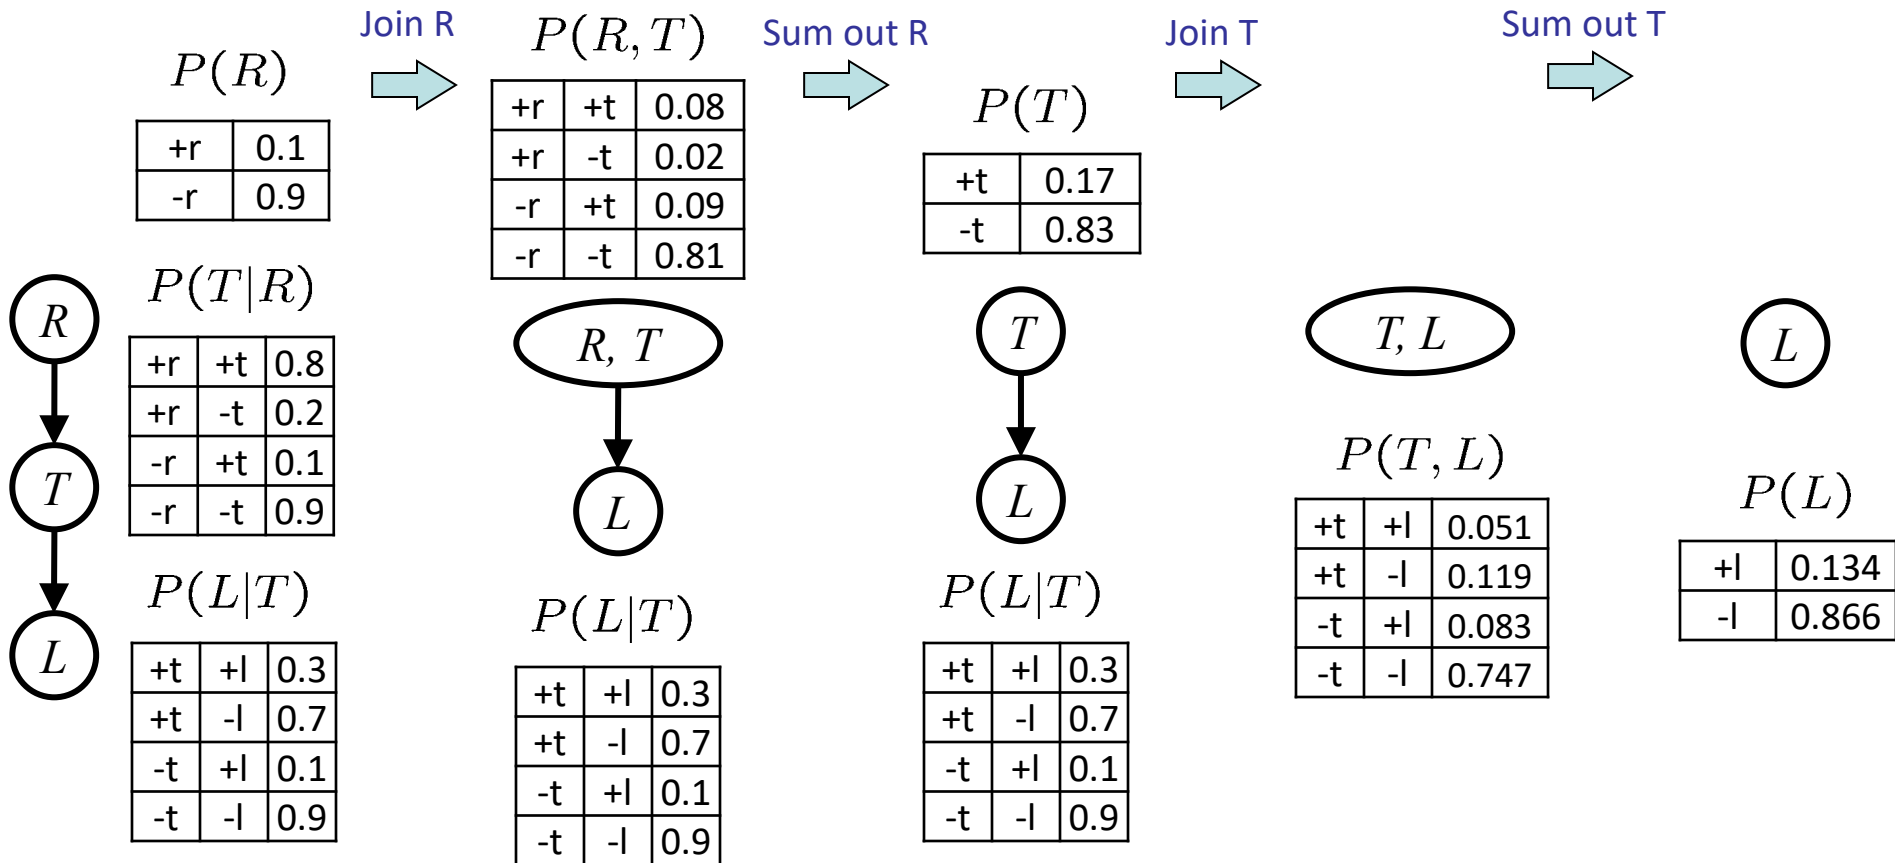 Join R
Sum out R
Join T
Sum out T
P(R)
+r 0.1
-r 0.9
P(T|R)
+r +t 0.8
+r -t 0.2
-r +t 0.1
-r -t 0.9
P(L|T)
+t +l 0.3
+t -l 0.7
-t +l 0.1
-t -l 0.9
R
T
L
P(R, T)
+r +t 0.08
+r -t 0.02
-r +t 0.09
-r -t 0.81
R, T
L
P(L|T)
+t +l 0.3
+t -l 0.7
-t +l 0.1
-t -l 0.9
P(T)
+t 0.17
-t 0.83
T
L
P(L|T)
+t +l 0.3
+t -l 0.7
-t +l 0.1
-t -l 0.9
T, L
P(T, L)
+t +l 0.051
+t -l 0.119
-t +l 0.083
-t -l 0.747
L
P(L)
+l 0.134
-l 0.866